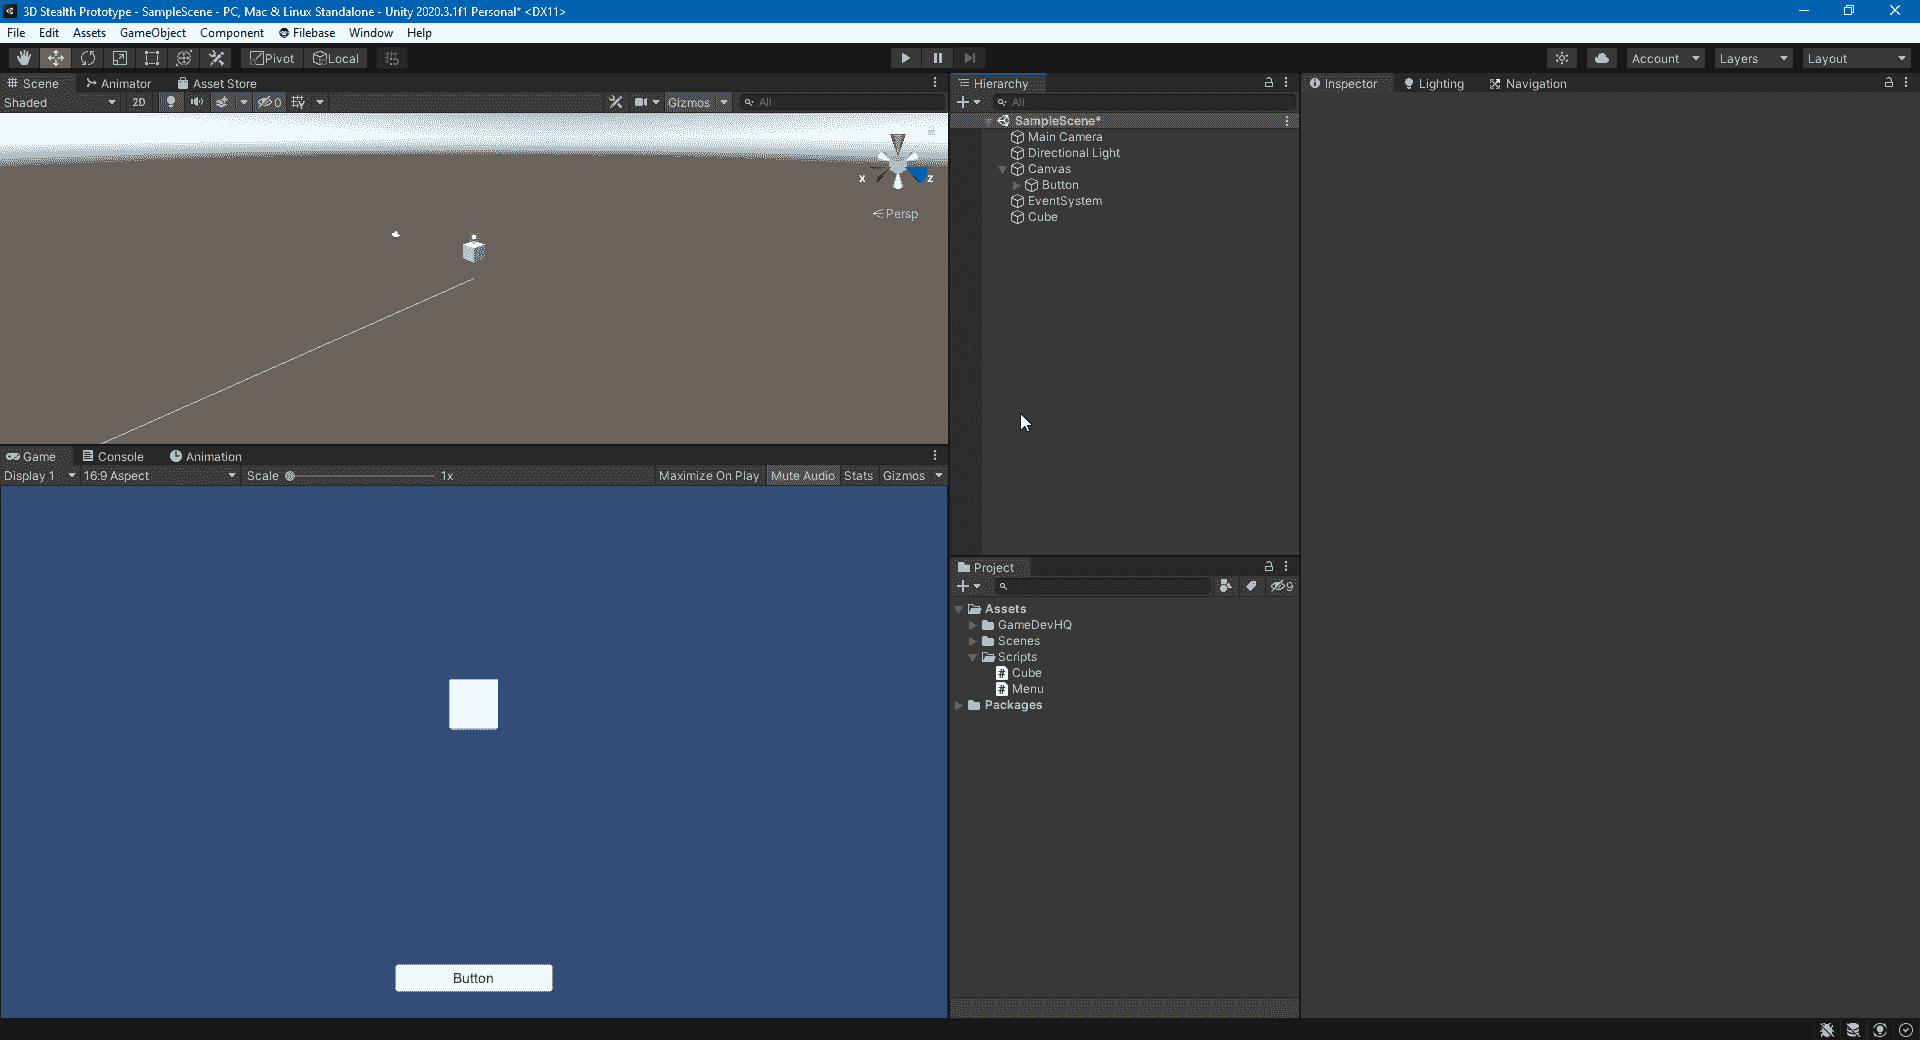 3D Stealth Prototype - SampleScene - PC, Mac & Linux Standalone - Unity 2020.3.1f1 Personal* <DX11>
File Edit Assets GameObject Component Filebase Window Help
Pivot Local Account Layers Layout
Scene Animator Asset Store
Shaded 2D 0 Gizmos All
X Z
Persp
Game Console Animation
Display 1 16:9 Aspect Scale 1x Maximize On Play Mute Audio Stats Gizmos
Button
Hierarchy
All
SampleScene*
Main Camera
Directional Light
Canvas
Button
EventSystem
Cube
Project
9
Assets
GameDevHQ
Scenes
Scripts
# Cube
# Menu
Packages
Inspector Lighting Navigation